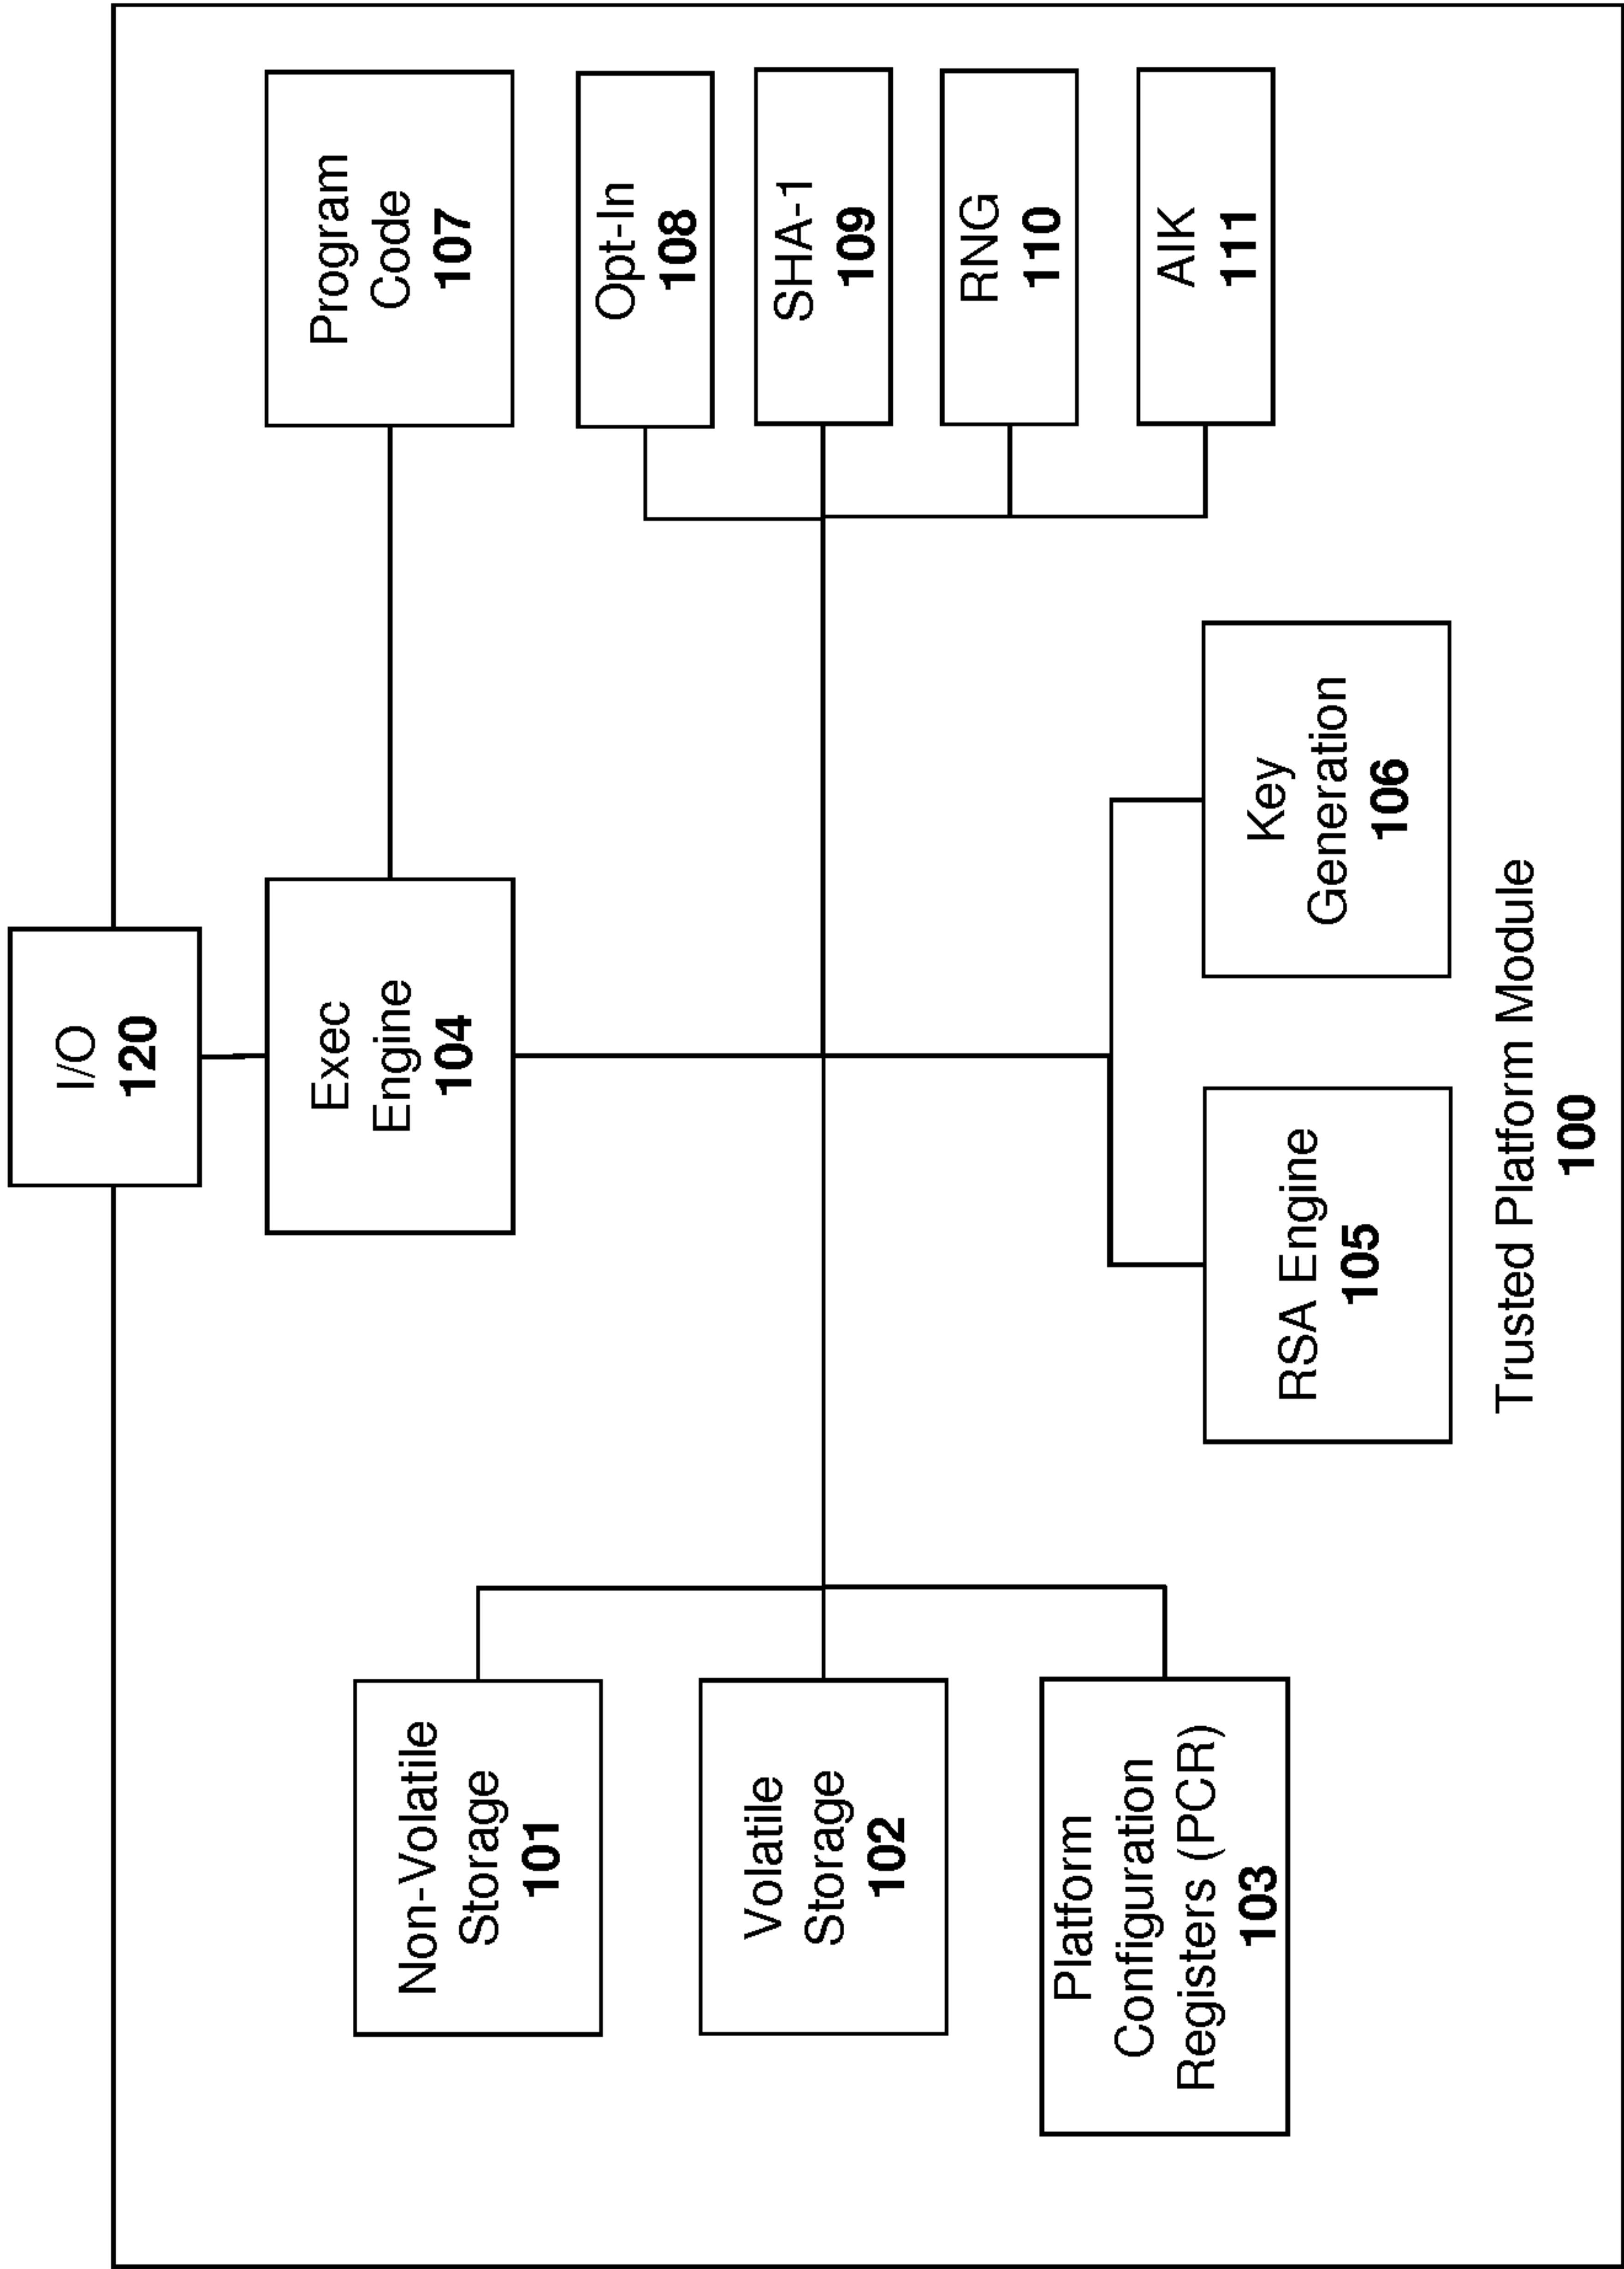 I/O
120
Exec
Engine
104
Program
Code
107
Non-Volatile
Storage
101
Volatile
Storage
102
Platform
Configuration
Registers (PCR)
103
Opt-In
108
SHA-1
109
RNG
110
AIK
111
RSA Engine
105
Key
Generation
106
Trusted Platform Module
100